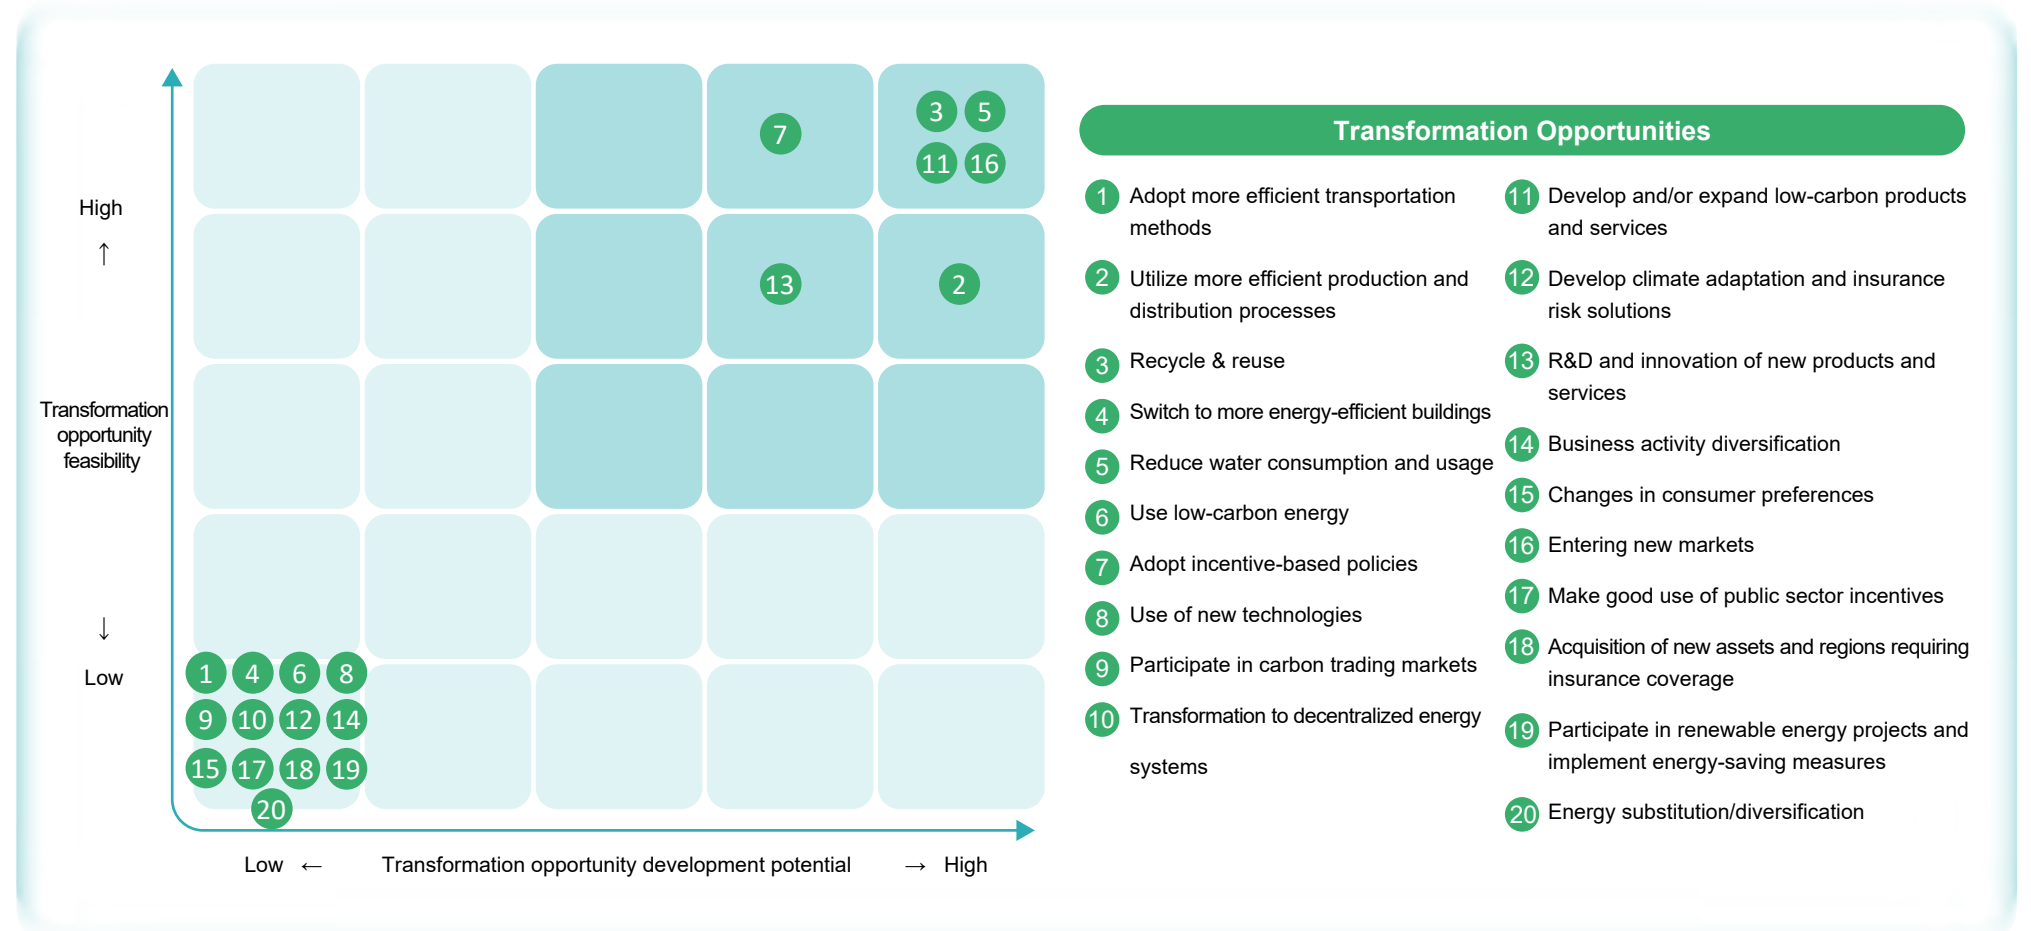 High
↑
Transformation
opportunity
feasibility
↓
Low
7
3 5
11 16
13
2
1 4 6 8
9 10 12 14
15 17 18 19
20
Low ← Transformation opportunity development potential → High
Transformation Opportunities
1 Adopt more efficient transportation
methods
2 Utilize more efficient production and
distribution processes
3 Recycle & reuse
4 Switch to more energy-efficient buildings
5 Reduce water consumption and usage
6 Use low-carbon energy
7 Adopt incentive-based policies
8 Use of new technologies
9 Participate in carbon trading markets
10 Transformation to decentralized energy
systems
11 Develop and/or expand low-carbon products
and services
12 Develop climate adaptation and insurance
risk solutions
13 R&D and innovation of new products and
services
14 Business activity diversification
15 Changes in consumer preferences
16 Entering new markets
17 Make good use of public sector incentives
18 Acquisition of new assets and regions requiring
insurance coverage
19 Participate in renewable energy projects and
implement energy-saving measures
20 Energy substitution/diversification